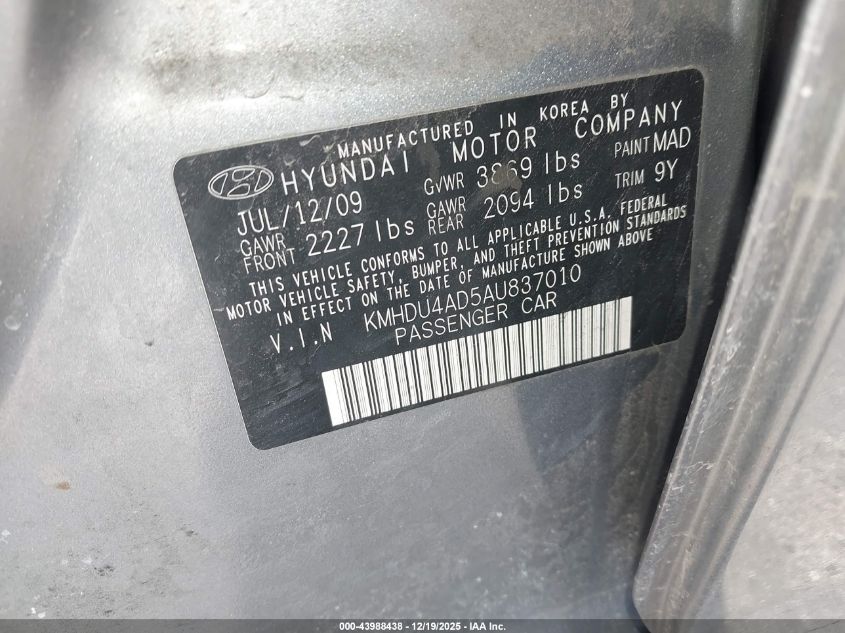 MANUFACTURED IN KOREA BY
HYUNDAI MOTOR COMPANY
JUL/12/09 GVWR 3869 lbs PAINT MAD
GAWR FRONT 2227 lbs GAWR REAR 2094 lbs TRIM 9Y
THIS VEHICLE CONFORMS TO ALL APPLICABLE U.S.A. FEDERAL
MOTOR VEHICLE SAFETY, BUMPER, AND THEFT PREVENTION STANDARDS
IN EFFECT ON THE DATE OF MANUFACTURE SHOWN ABOVE
V.I.N KMHDU4AD5AU837010
PASSENGER CAR
000-43988438 - 12/19/2025 - IAA Inc.